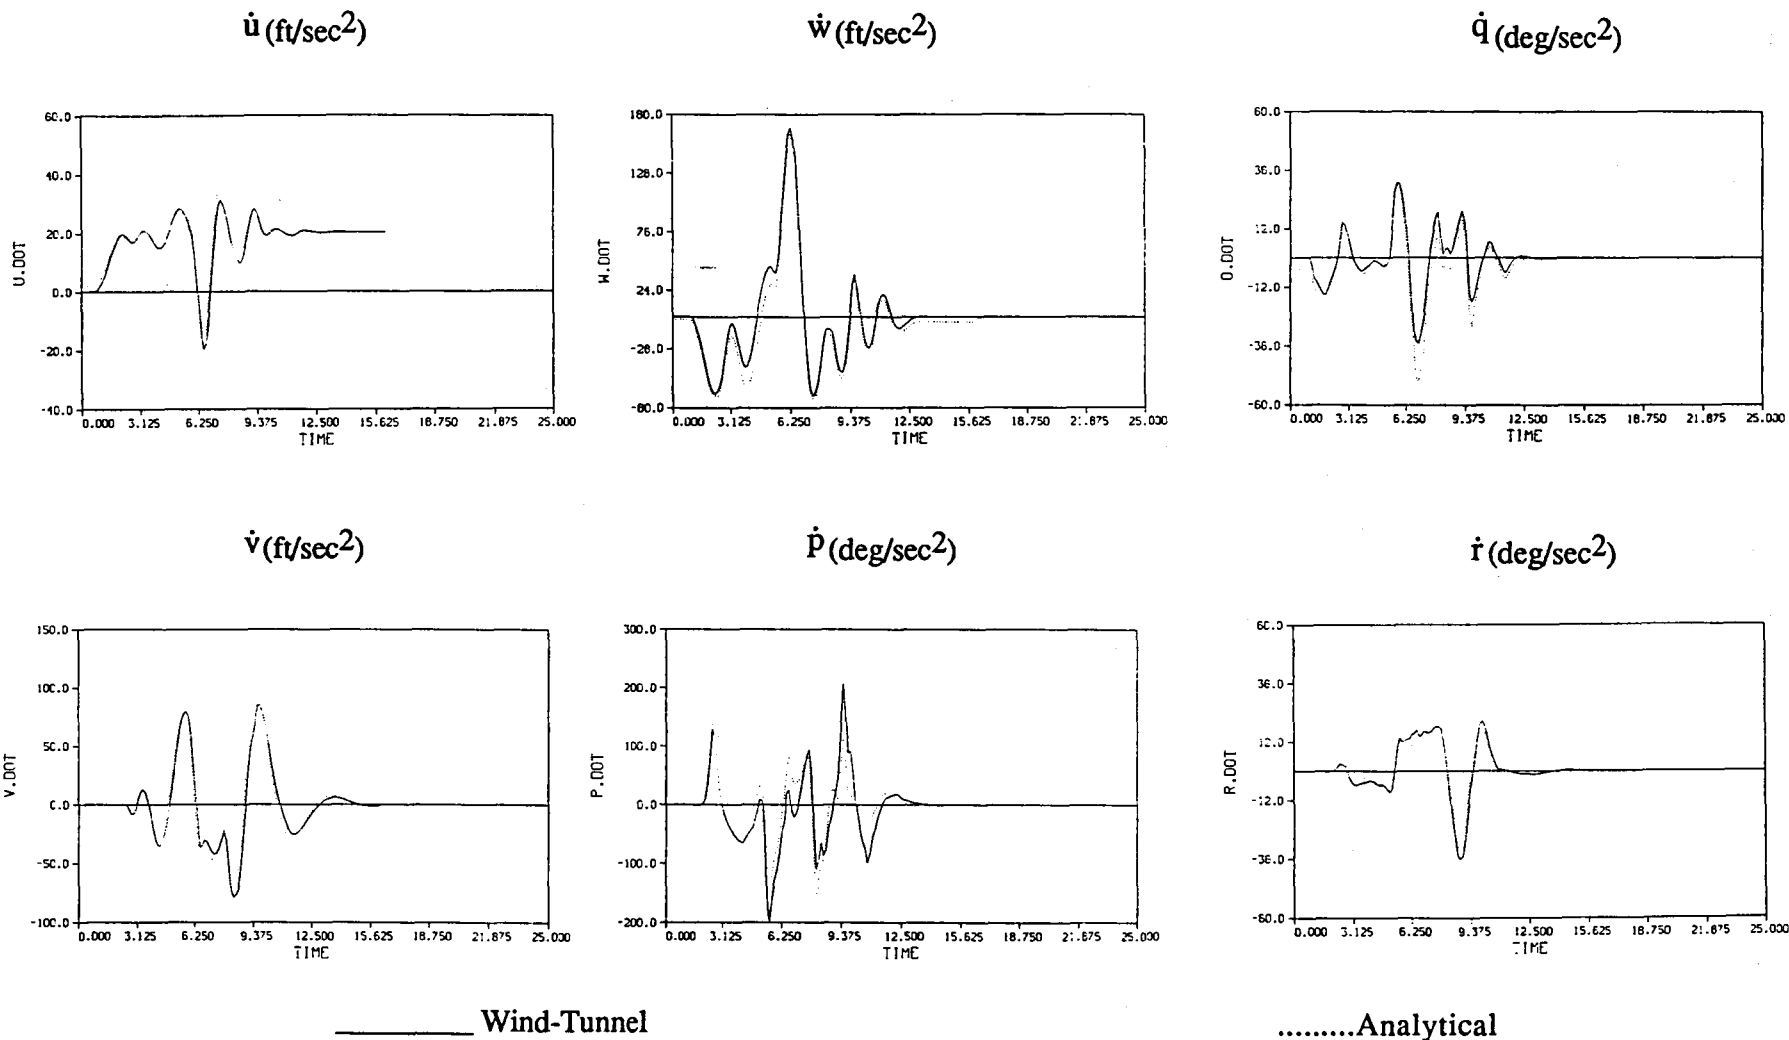 u̇ (ft/sec2)
ẇ (ft/sec2)
q̇ (deg/sec2)
60.0
40.0
20.0
0.0
-20.0
-40.0
U.DOT
0.000 3.125 6.250 9.375 12.500 15.625 18.750 21.875 25.000
TIME
180.0
128.0
76.0
24.0
-28.0
-80.0
W.DOT
0.000 3.125 6.250 9.375 12.500 15.625 18.750 21.875 25.000
TIME
60.0
36.0
12.0
-12.0
-36.0
-60.0
Q.DOT
0.000 3.125 6.250 9.375 12.500 15.625 18.750 21.875 25.000
TIME
v̇ (ft/sec2)
ṗ (deg/sec2)
ṙ (deg/sec2)
150.0
100.0
50.0
0.0
-50.0
-100.0
V.DOT
0.000 3.125 6.250 9.375 12.500 15.625 18.750 21.875 25.000
TIME
300.0
200.0
100.0
0.0
-100.0
-200.0
P.DOT
0.000 3.125 6.250 9.375 12.500 15.625 18.750 21.875 25.000
TIME
60.0
36.0
12.0
-12.0
-36.0
-60.0
R.DOT
0.000 3.125 6.250 9.375 12.500 15.625 18.750 21.875 25.000
TIME
Wind-Tunnel
.........Analytical